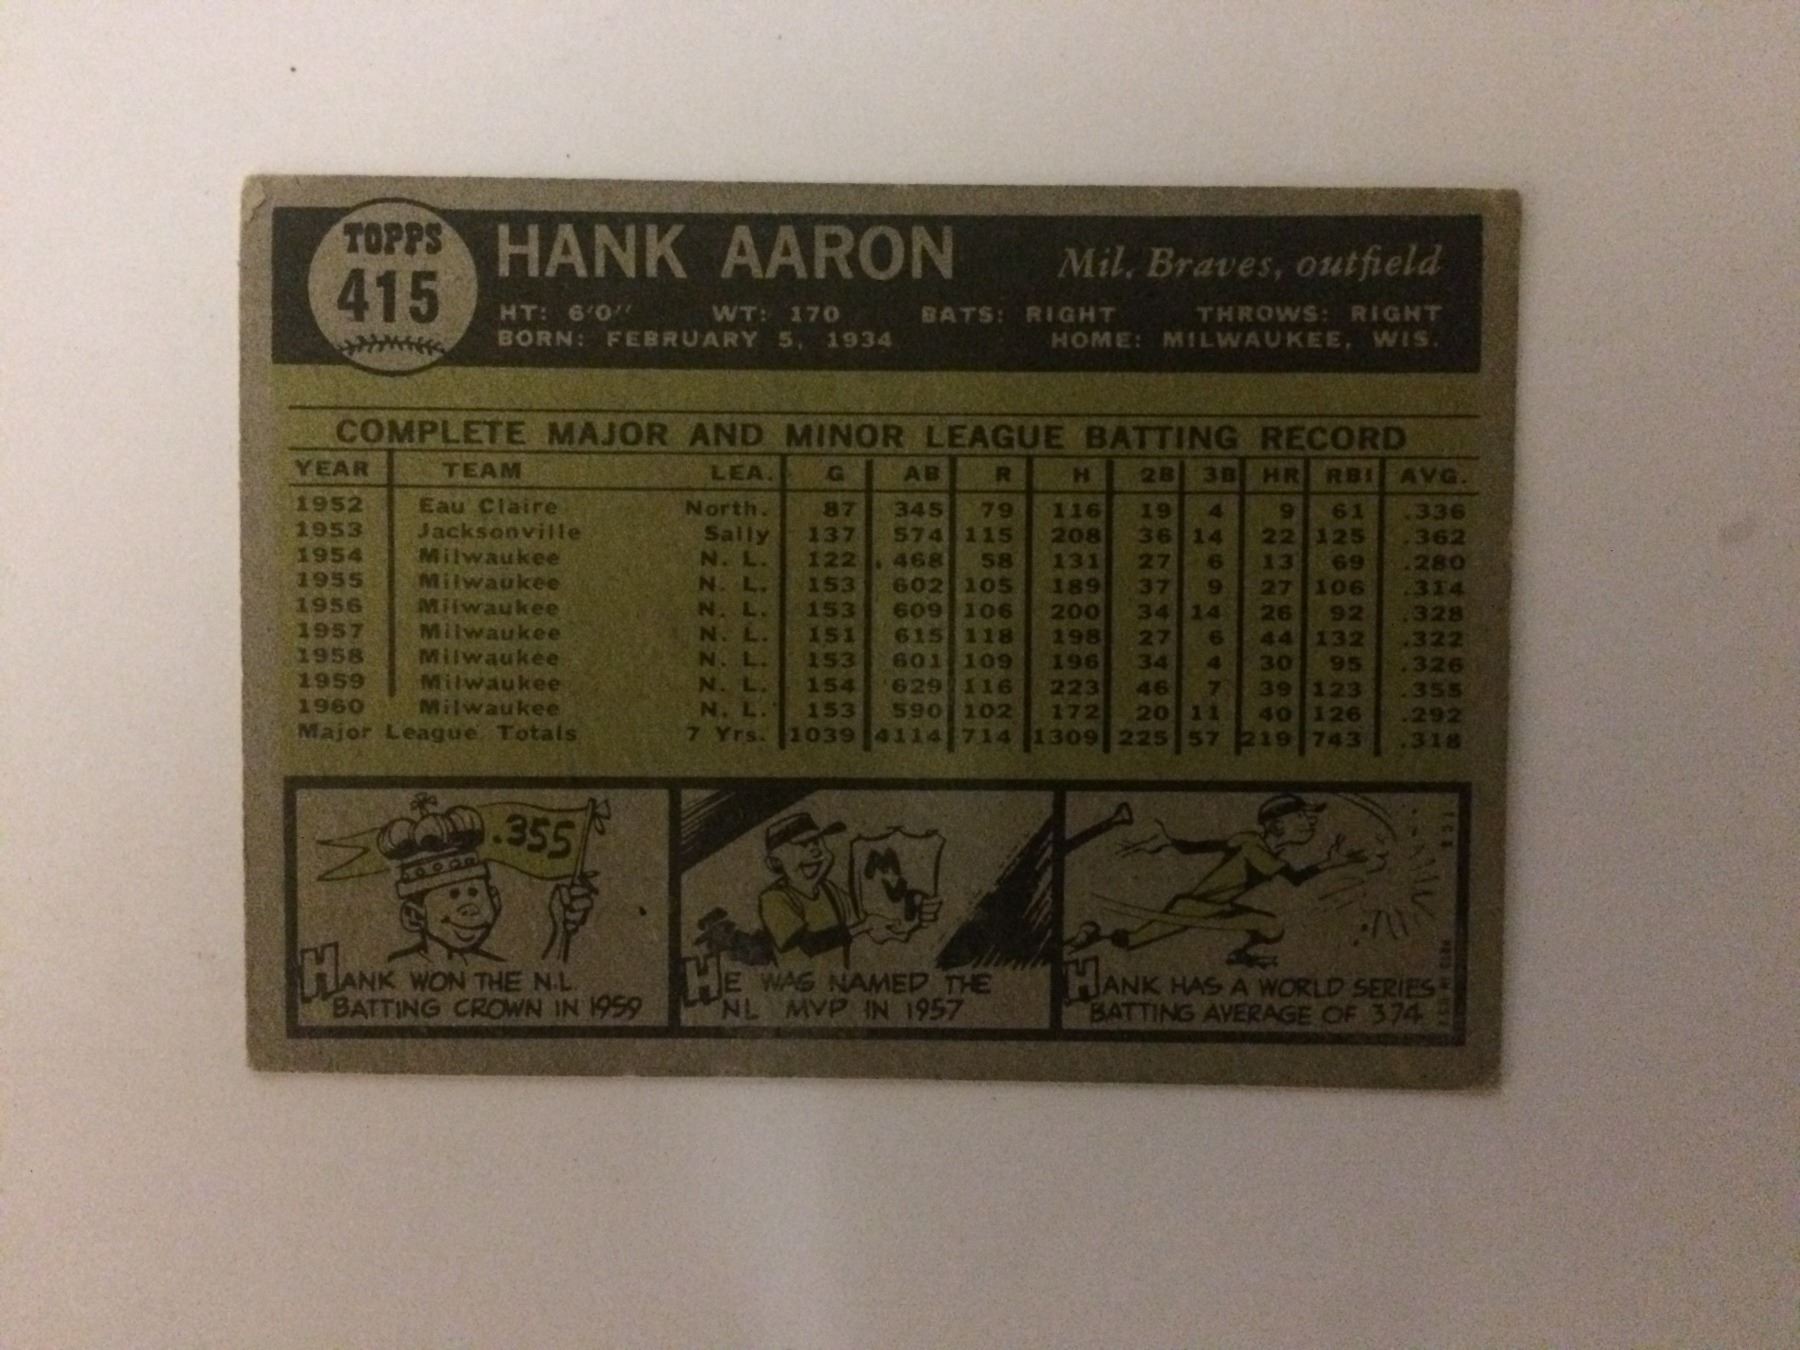 TOPPS
415
HANK AARON Mil. Braves, outfield
HT: 6'0" WT: 170 BATS: RIGHT THROWS: RIGHT
BORN: FEBRUARY 5, 1934 HOME: MILWAUKEE, WIS.
COMPLETE MAJOR AND MINOR LEAGUE BATTING RECORD
YEAR TEAM LEA. G AB R H 2B 3B HR RBI AVG.
1952 Eau Claire North. 87 345 79 116 19 4 9 61 .336
1953 Jacksonville Sally 137 574 115 208 36 14 22 125 .362
1954 Milwaukee N. L. 122 468 58 131 27 6 13 69 .280
1955 Milwaukee N. L. 153 602 105 189 37 9 27 106 .314
1956 Milwaukee N. L. 153 609 106 200 34 14 26 92 .328
1957 Milwaukee N. L. 151 615 118 198 27 6 44 132 .322
1958 Milwaukee N. L. 153 601 109 196 34 4 30 95 .326
1959 Milwaukee N. L. 154 629 116 223 46 7 39 123 .355
1960 Milwaukee N. L. 153 590 102 172 20 11 40 126 .292
Major League Totals 7 Yrs. 1039 4114 714 1309 225 57 219 743 .318
.355
M
HANK WON THE N.L.
BATTING CROWN IN 1959
HE WAS NAMED THE
NL MVP IN 1957
HANK HAS A WORLD SERIES
BATTING AVERAGE OF .374